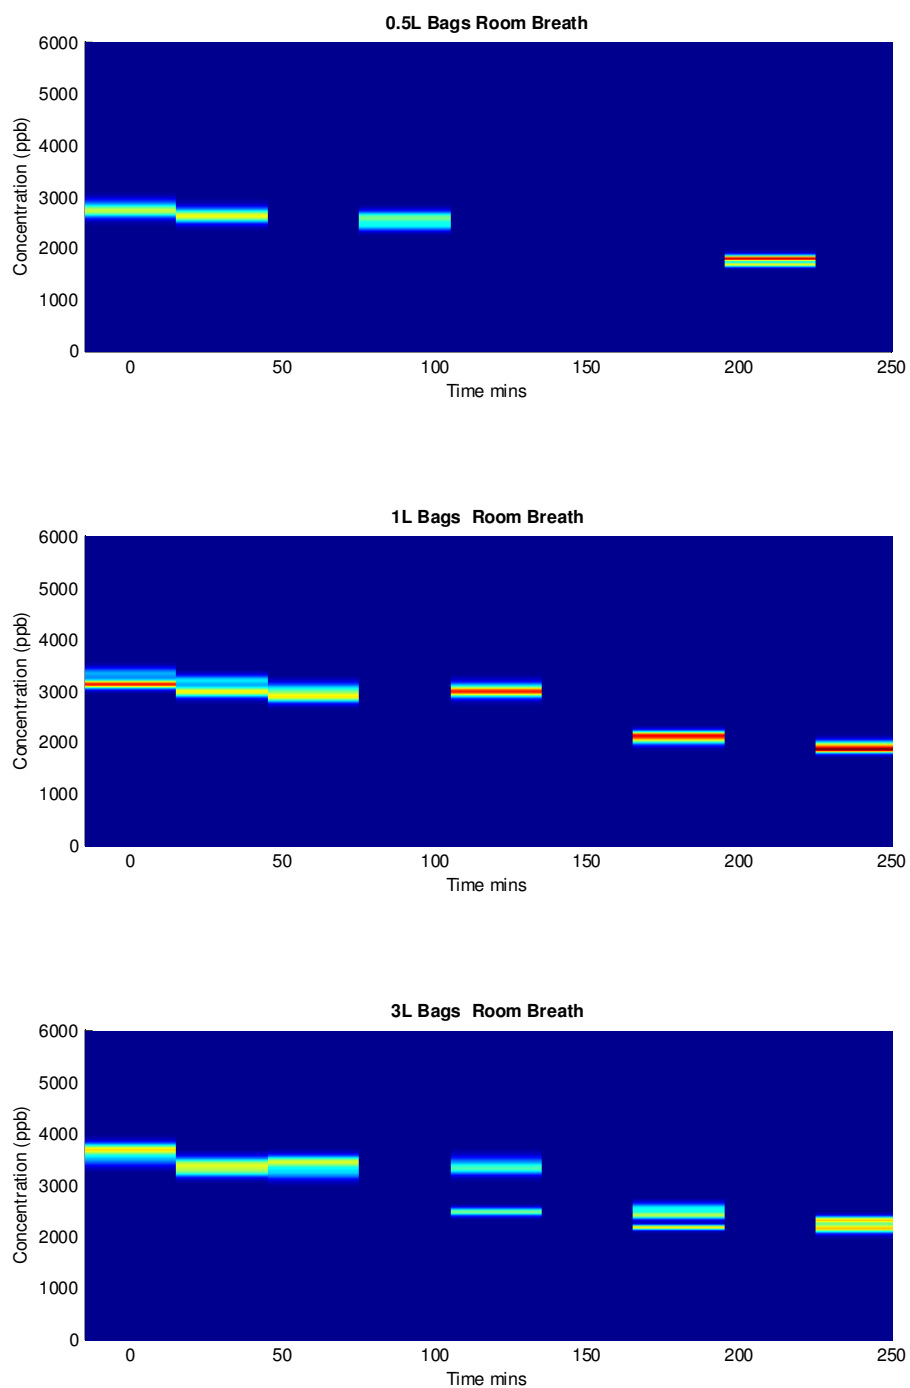 0.5L Bags Room Breath
6000
5000
4000
3000
2000
1000
0
Concentration (ppb)
0 50 100 150 200 250
Time mins
1L Bags  Room Breath
6000
5000
4000
3000
2000
1000
0
Concentration (ppb)
0 50 100 150 200 250
Time mins
3L Bags  Room Breath
6000
5000
4000
3000
2000
1000
0
Concentration (ppb)
0 50 100 150 200 250
Time mins